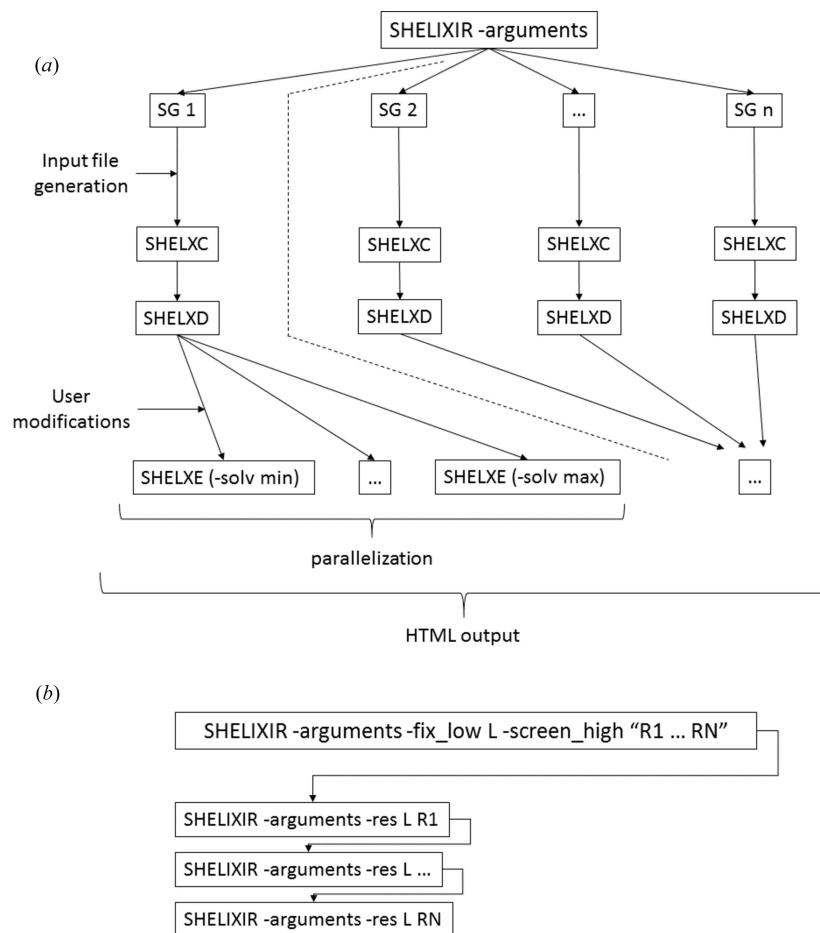 SHELIXIR -arguments
(a)
SG 1
SG 2
...
SG n
Input file
generation
SHELXC
SHELXC
SHELXC
SHELXC
SHELXD
SHELXD
SHELXD
SHELXD
User
modifications
SHELXE (-solv min)
...
SHELXE (-solv max)
...
parallelization
HTML output
(b)
SHELIXIR -arguments -fix_low L -screen_high “R1 ... RN”
SHELIXIR -arguments -res L R1
SHELIXIR -arguments -res L ...
SHELIXIR -arguments -res L RN